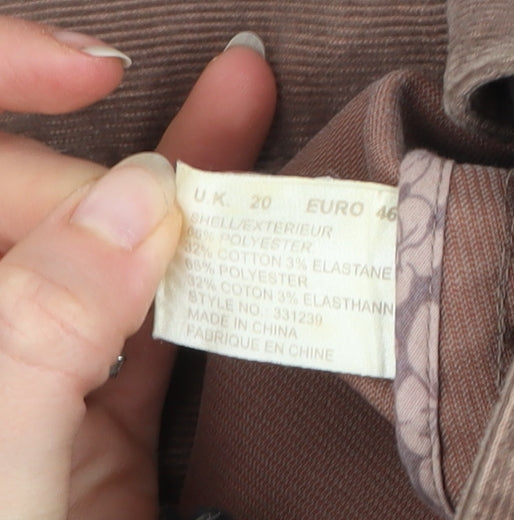 U.K. 20 EURO 46
SHELL/EXTERIEUR
65% POLYESTER
32% COTTON 3% ELASTANE
65% POLYESTER
32% COTON 3% ELASTHANN
STYLE NO.: 331239
MADE IN CHINA
FABRIQUE EN CHINE